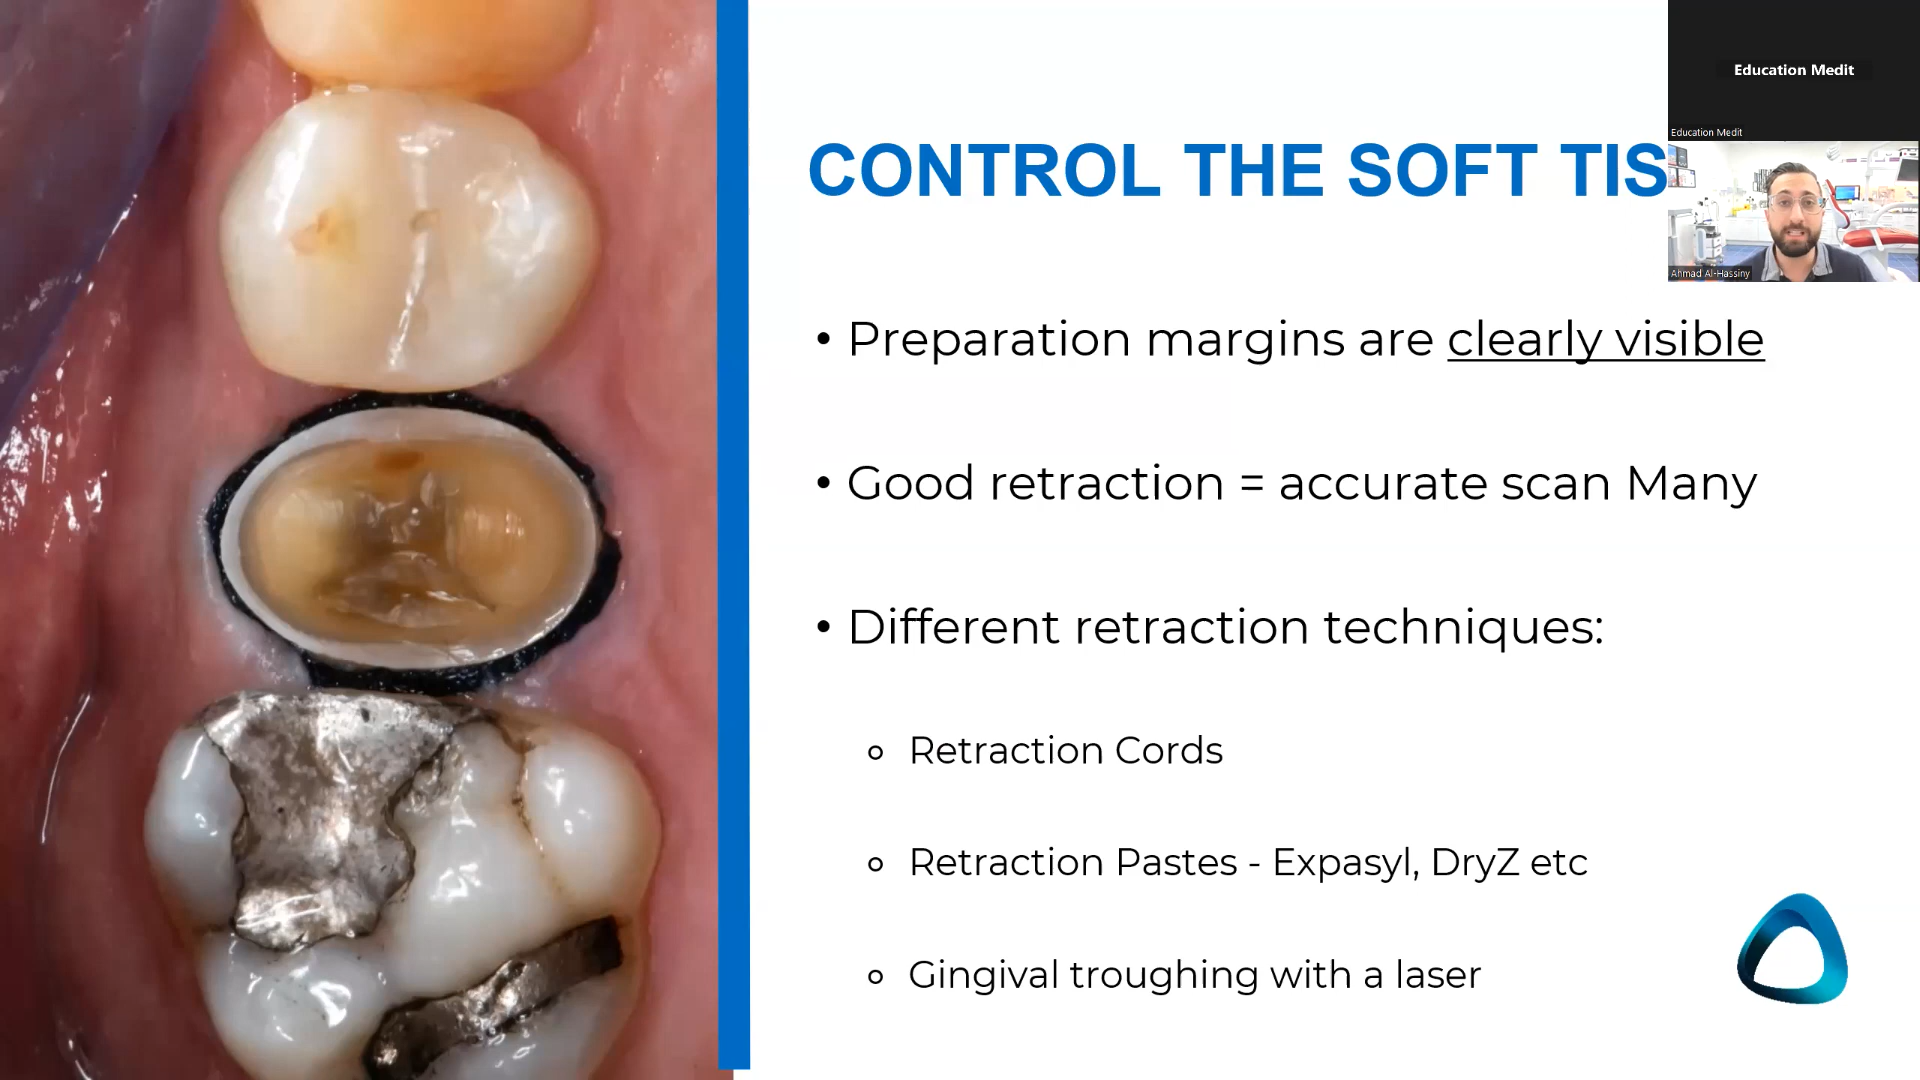 Education Medit
Education Medit
CONTROL THE SOFT TIS
Ahmad Al-Hassiny
• Preparation margins are clearly visible
• Good retraction = accurate scan Many
• Different retraction techniques:
○ Retraction Cords
○ Retraction Pastes - Expasyl, DryZ etc
○ Gingival troughing with a laser